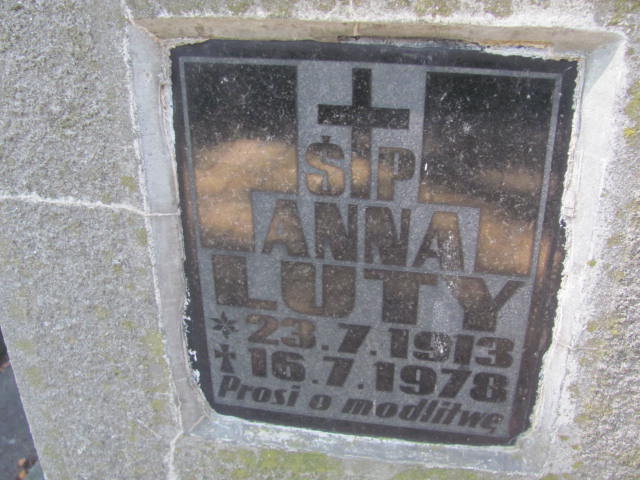 ŚP
ANNA
LUTY
23.7.1913
16.7.1978
Prosi o modlitwę